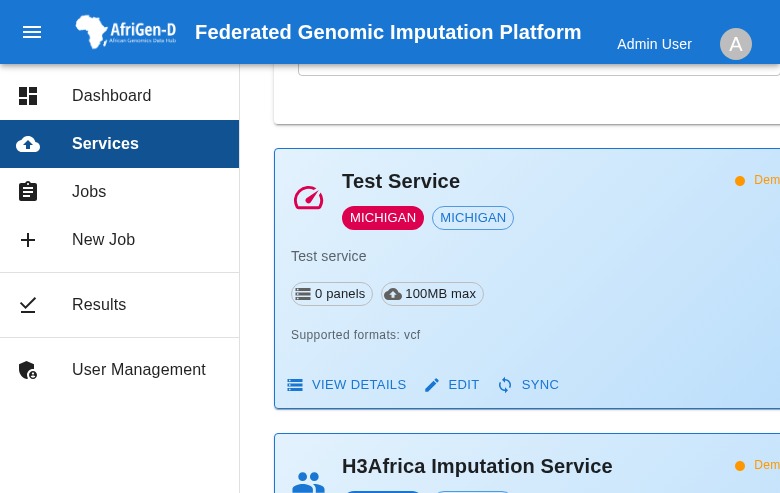 AfriGen-D
African Genomics Data Hub
Federated Genomic Imputation Platform
Admin User
A
Dashboard
Services
Jobs
New Job
Results
User Management
Test Service
Dem
MICHIGAN MICHIGAN
Test service
0 panels 100MB max
Supported formats: vcf
VIEW DETAILS EDIT SYNC
H3Africa Imputation Service
Dem